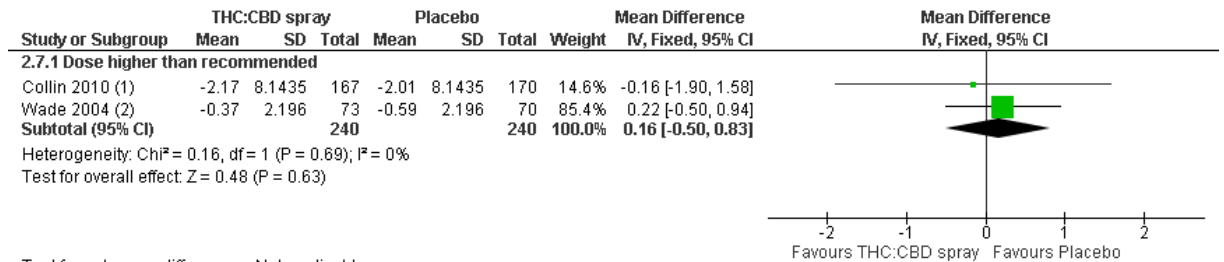 THC:CBD spray Placebo Mean Difference Mean Difference
Study or Subgroup Mean SD Total Mean SD Total Weight IV, Fixed, 95% CI IV, Fixed, 95% CI
2.7.1 Dose higher than recommended
Collin 2010 (1) -2.17 8.1435 167 -2.01 8.1435 170 14.6% -0.16 [-1.90, 1.58]
Wade 2004 (2) -0.37 2.196 73 -0.59 2.196 70 85.4% 0.22 [-0.50, 0.94]
Subtotal (95% CI) 240 240 100.0% 0.16 [-0.50, 0.83]
Heterogeneity: Chi² = 0.16, df = 1 (P = 0.69); I² = 0%
Test for overall effect: Z = 0.48 (P = 0.63)
-2 -1 0 1 2
Favours THC:CBD spray Favours Placebo